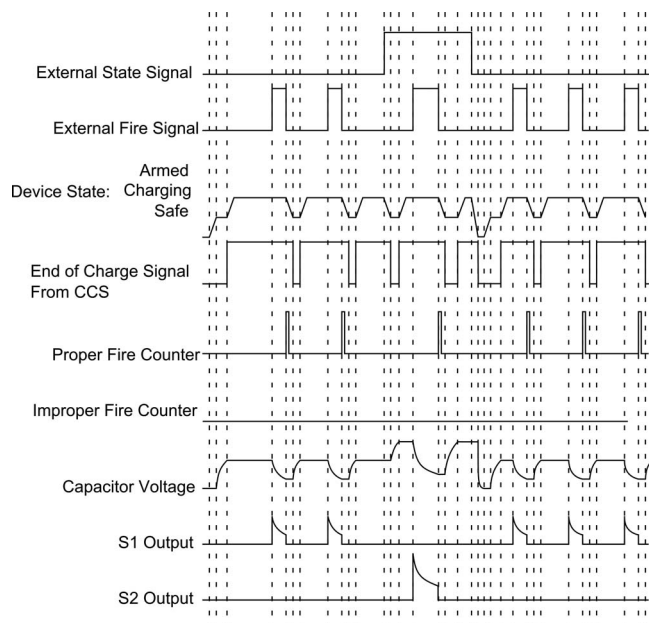 External State Signal
External Fire Signal
Armed
Device State: Charging
Safe
End of Charge Signal
From CCS
Proper Fire Counter
Improper Fire Counter
Capacitor Voltage
S1 Output
S2 Output